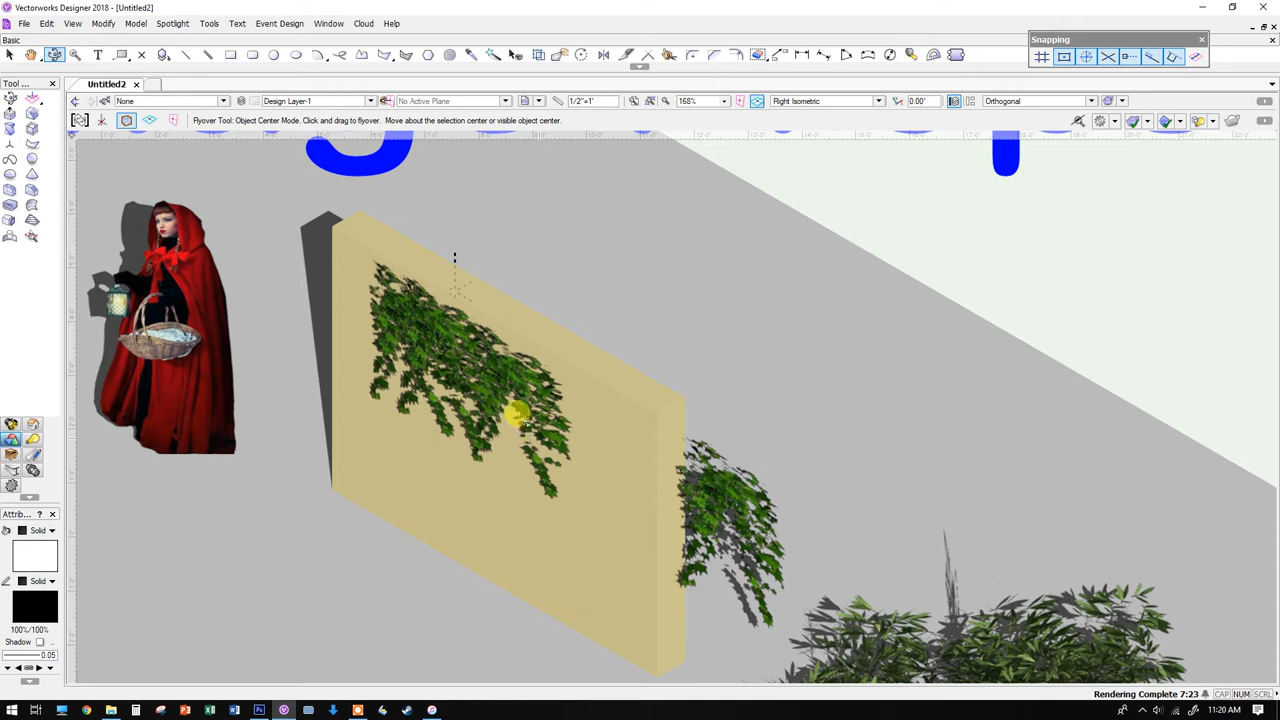 Vectorworks Designer 2018 - [Untitled2]
File Edit View Modify Model Spotlight Tools Text Event Design Window Cloud Help
Basic
Snapping
Tool ...
Untitled2
None Design Layer-1 No Active Plane 1/2"=1' 168% Right Isometric 0.00° Orthogonal
Flyover Tool: Object Center Mode. Click and drag to flyover. Move about the selection center or visible object center.
Attrib...
Solid
Solid
100%/100%
Shadow
0.05
Rendering Complete 7:23 CAP NUM SCRL
11:20 AM